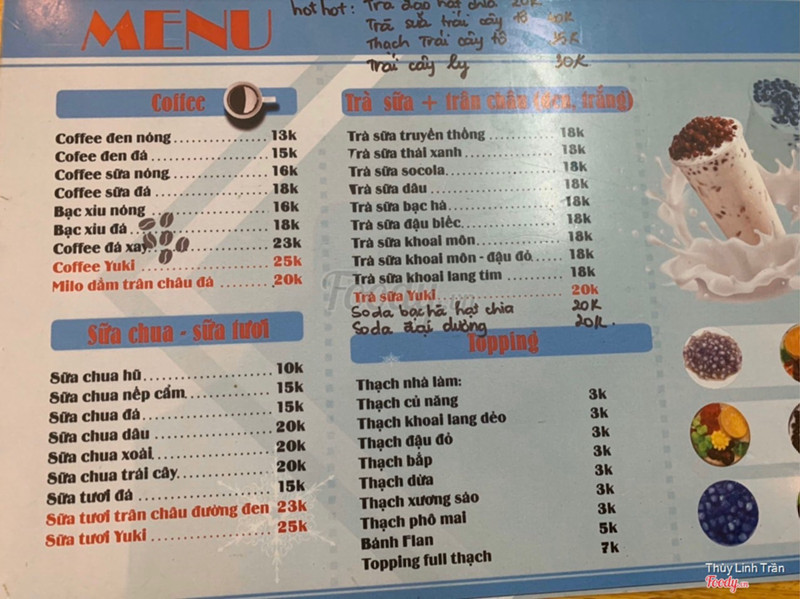 MENU
hot hot : Trà đào hạt chia 20K
Trà sữa trái cây tô 40K
Thạch Trái cây tô 35K
Trái cây ly 30K
Coffee
Coffee đen nóng 13k
Cofee đen đá 15k
Coffee sữa nóng 16k
Coffee sữa đá 18k
Bạc xỉu nóng 16k
Bạc xỉu đá 18k
Coffee đá xay 23k
Coffee Yuki 25k
Milo dầm trân châu đá 20k
Sữa chua - sữa tươi
Sữa chua hũ 10k
Sữa chua nếp cẩm 15k
Sữa chua đá 15k
Sữa chua dâu 20k
Sữa chua xoài 20k
Sữa chua trái cây 20k
Sữa tươi đá 15k
Sữa tươi trân châu đường đen 23k
Sữa tươi Yuki 25k
Trà sữa + trân châu (đen, trắng)
Trà sữa truyền thống 18k
Trà sữa thái xanh 18k
Trà sữa socola 18k
Trà sữa dâu 18k
Trà sữa bạc hà 18k
Trà sữa đậu biếc 18k
Trà sữa khoai môn 18k
Trà sữa khoai môn - đậu đỏ 18k
Trà sữa khoai lang tím 18k
Trà sữa Yuki 20k
Soda bạc hà hạt chia 20K
Soda đại dương 20K
Topping
Thạch nhà làm:
Thạch củ năng 3k
Thạch khoai lang dẻo 3k
Thạch đậu đỏ 3k
Thạch bắp 3k
Thạch dừa 3k
Thạch xương sáo 3k
Thạch phô mai 3k
Bánh Flan 5k
Topping full thạch 7k
Foody.vn
Thùy Linh Trần
Foody.vn